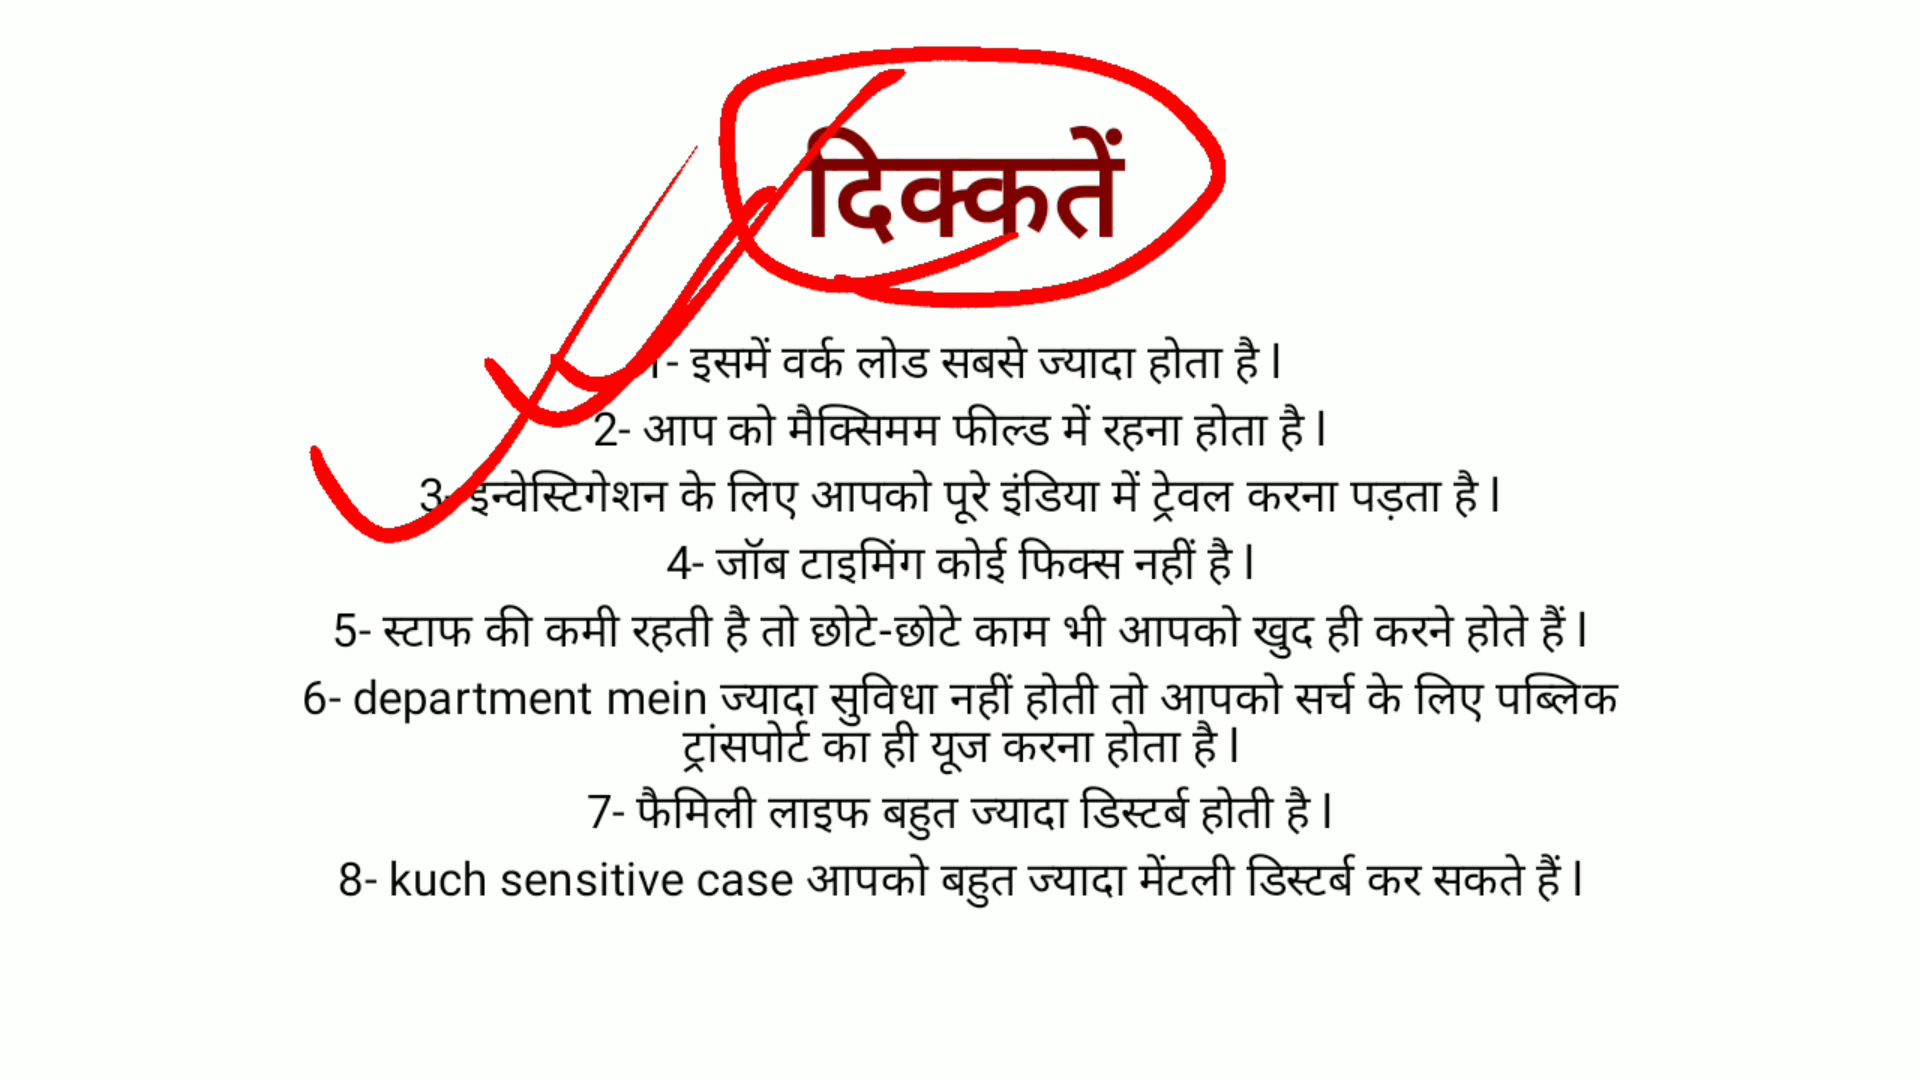 दिक्कतें
1- इसमें वर्क लोड सबसे ज्यादा होता है l
2- आप को मैक्सिमम फील्ड में रहना होता है l
3- इन्वेस्टिगेशन के लिए आपको पूरे इंडिया में ट्रेवल करना पड़ता है l
4- जॉब टाइमिंग कोई फिक्स नहीं है l
5- स्टाफ की कमी रहती है तो छोटे-छोटे काम भी आपको खुद ही करने होते हैं l
6- department mein ज्यादा सुविधा नहीं होती तो आपको सर्च के लिए पब्लिक
ट्रांसपोर्ट का ही यूज करना होता है l
7- फैमिली लाइफ बहुत ज्यादा डिस्टर्ब होती है l
8- kuch sensitive case आपको बहुत ज्यादा मेंटली डिस्टर्ब कर सकते हैं l